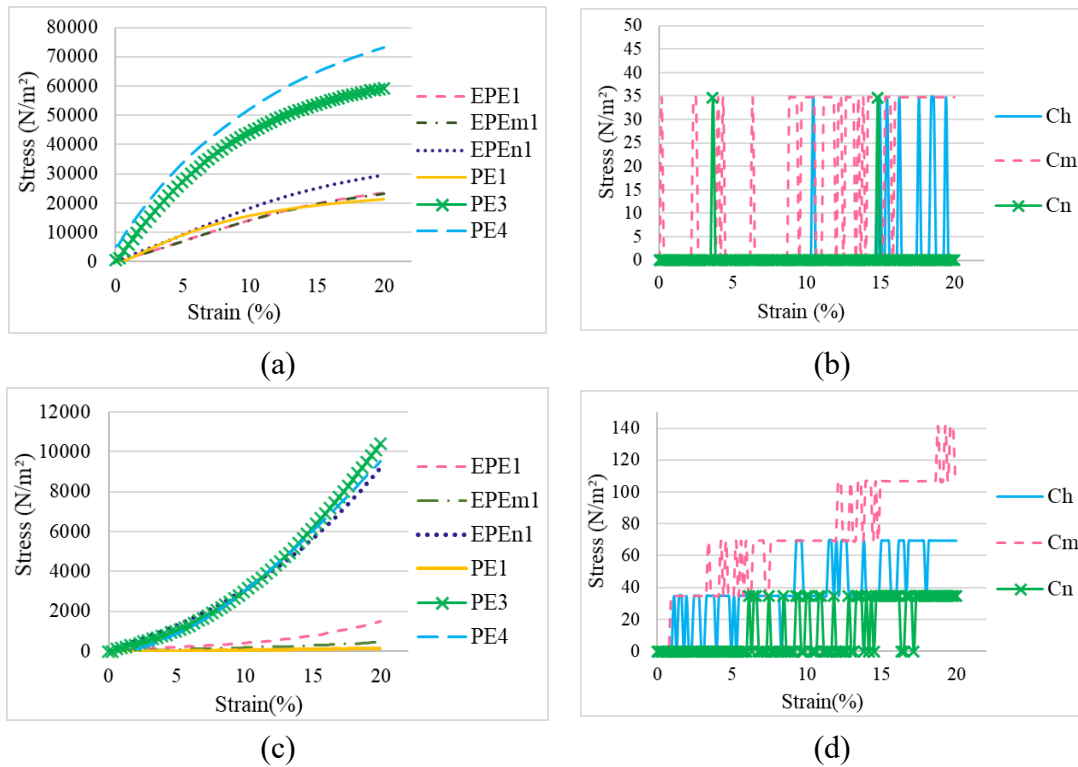 80000
70000
60000
50000
40000
30000
20000
10000
0
Stress (N/m²)
0 5 10 15 20
Strain (%)
EPE1
EPEm1
EPEn1
PE1
PE3
PE4
(a)
50
45
40
35
30
25
20
15
10
5
0
Stress (N/m²)
0 5 10 15 20
Strain (%)
Ch
Cm
Cn
(b)
12000
10000
8000
6000
4000
2000
0
Stress (N/m²)
0 5 10 15 20
Strain(%)
EPE1
EPEm1
EPEn1
PE1
PE3
PE4
(c)
140
120
100
80
60
40
20
0
Stress (N/m²)
0 5 10 15 20
Strain(%)
Ch
Cm
Cn
(d)